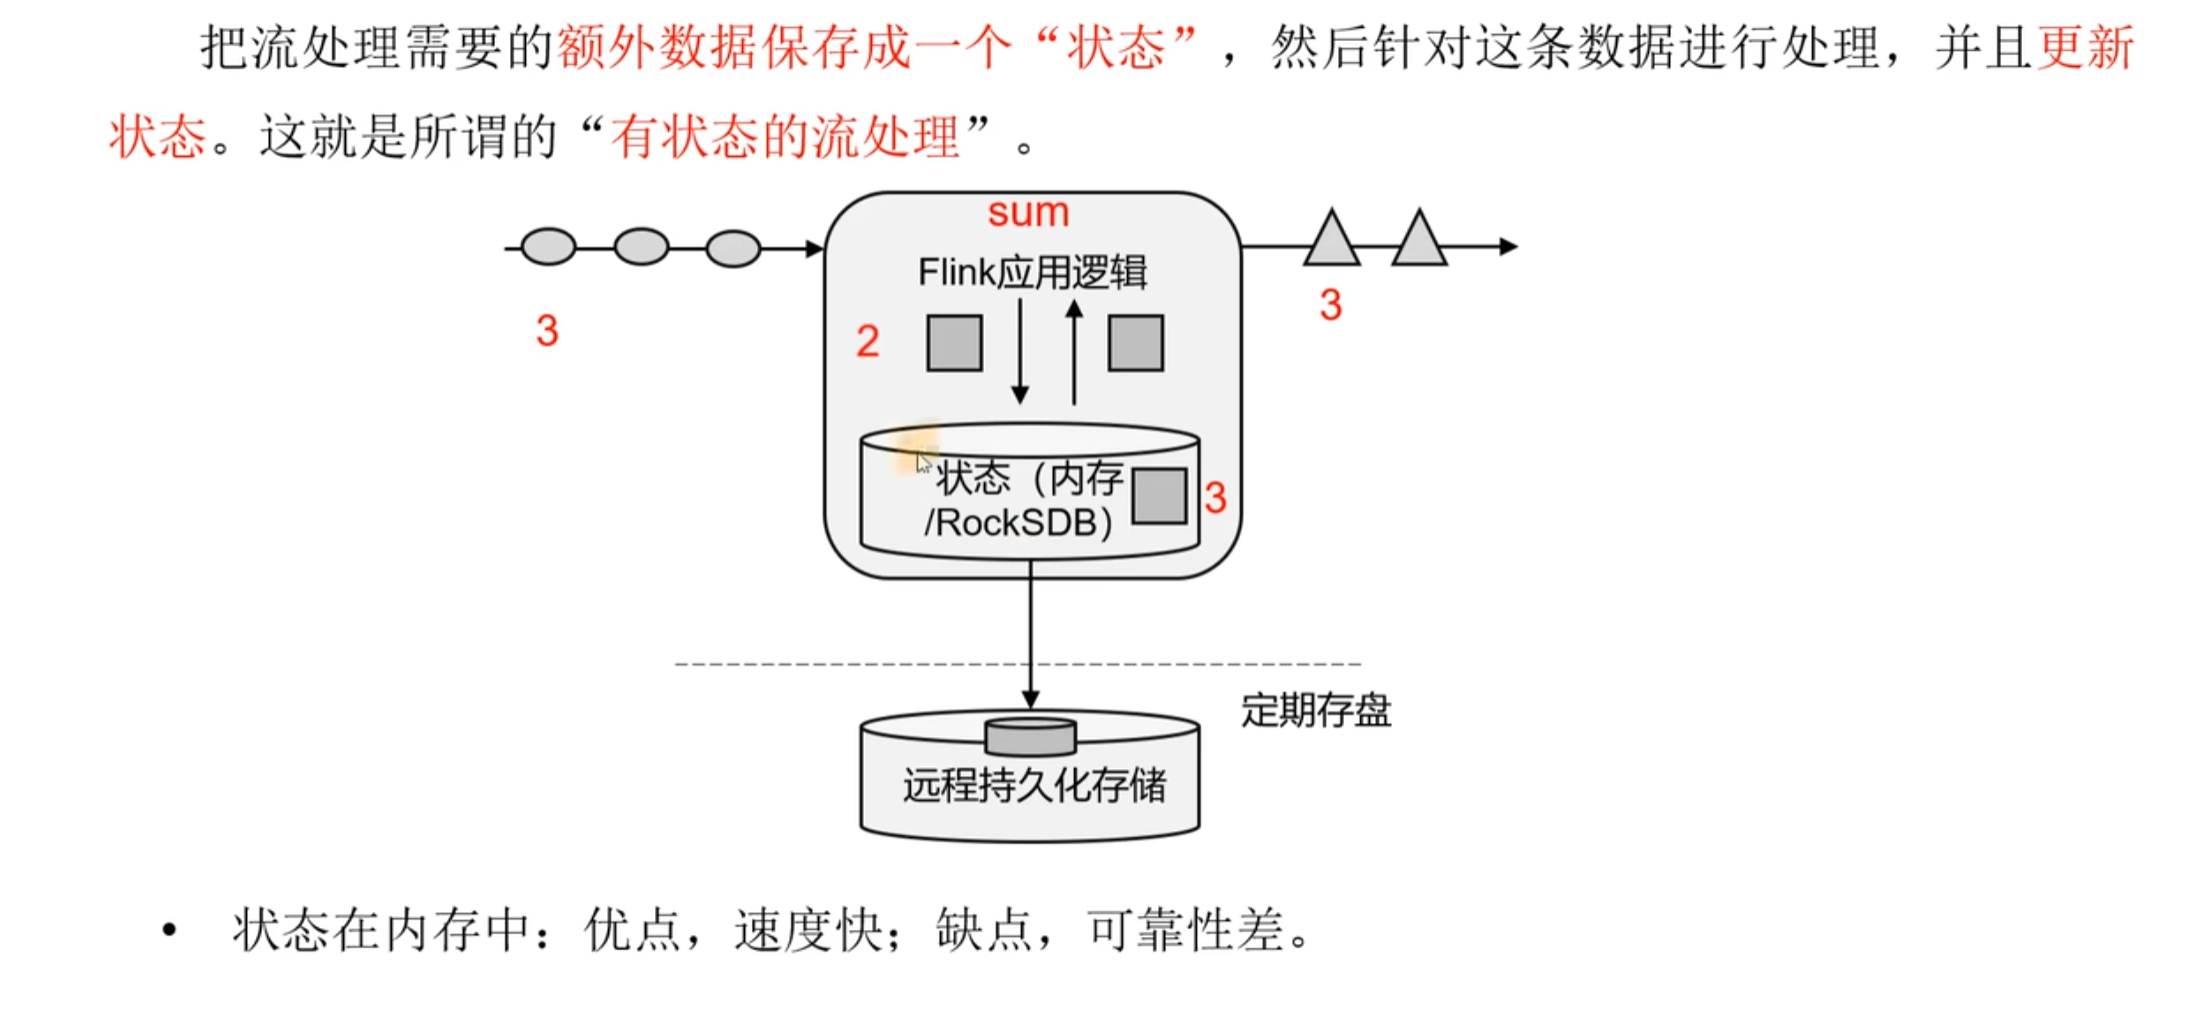 把流处理需要的额外数据保存成一个“状态”，然后针对这条数据进行处理，并且更新
状态。这就是所谓的“有状态的流处理”。
sum
Flink应用逻辑
3
2
3
状态（内存
/RockSDB）
3
定期存盘
远程持久化存储
• 状态在内存中：优点，速度快；缺点，可靠性差。